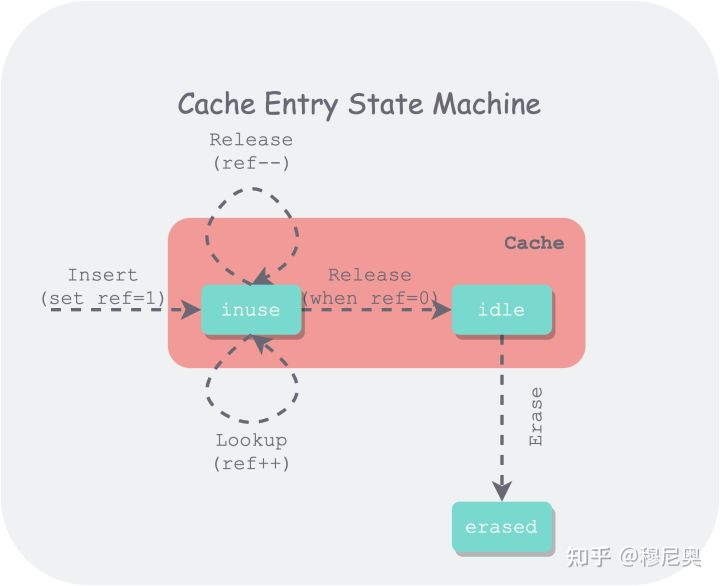 Cache Entry State Machine
Release
(ref--)
Cache
Insert
(set ref=1)
Release
(when ref=0)
inuse
idle
Lookup
(ref++)
Erase
erased
知乎 @穆尼奥